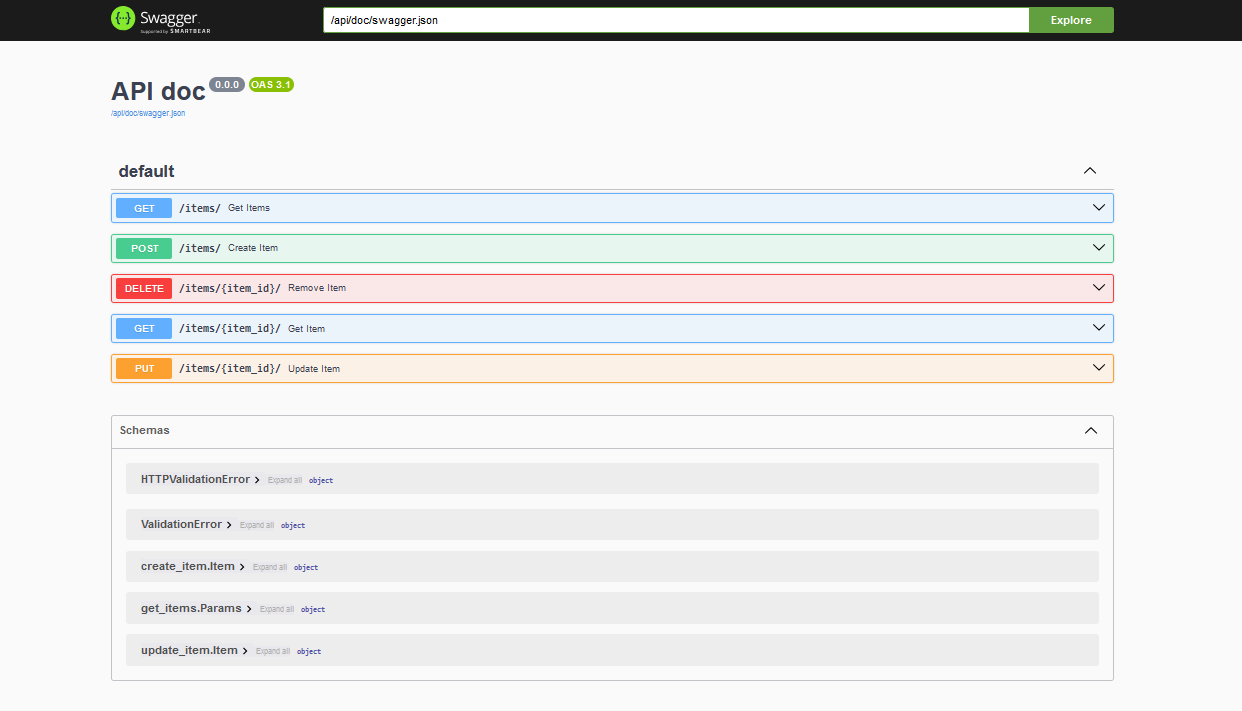 Swagger.
Supported by SMARTBEAR
/api/doc/swagger.json
Explore
API doc 0.0.0 OAS 3.1
/api/doc/swagger.json
default
GET /items/ Get Items
POST /items/ Create Item
DELETE /items/{item_id}/ Remove Item
GET /items/{item_id}/ Get Item
PUT /items/{item_id}/ Update Item
Schemas
HTTPValidationError Expand all object
ValidationError Expand all object
create_item.Item Expand all object
get_items.Params Expand all object
update_item.Item Expand all object